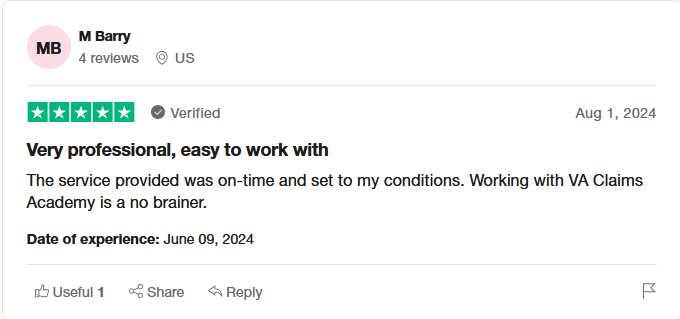 MB
M Barry
4 reviews US
Verified Aug 1, 2024
Very professional, easy to work with
The service provided was on-time and set to my conditions. Working with VA Claims
Academy is a no brainer.
Date of experience: June 09, 2024
Useful 1 Share Reply